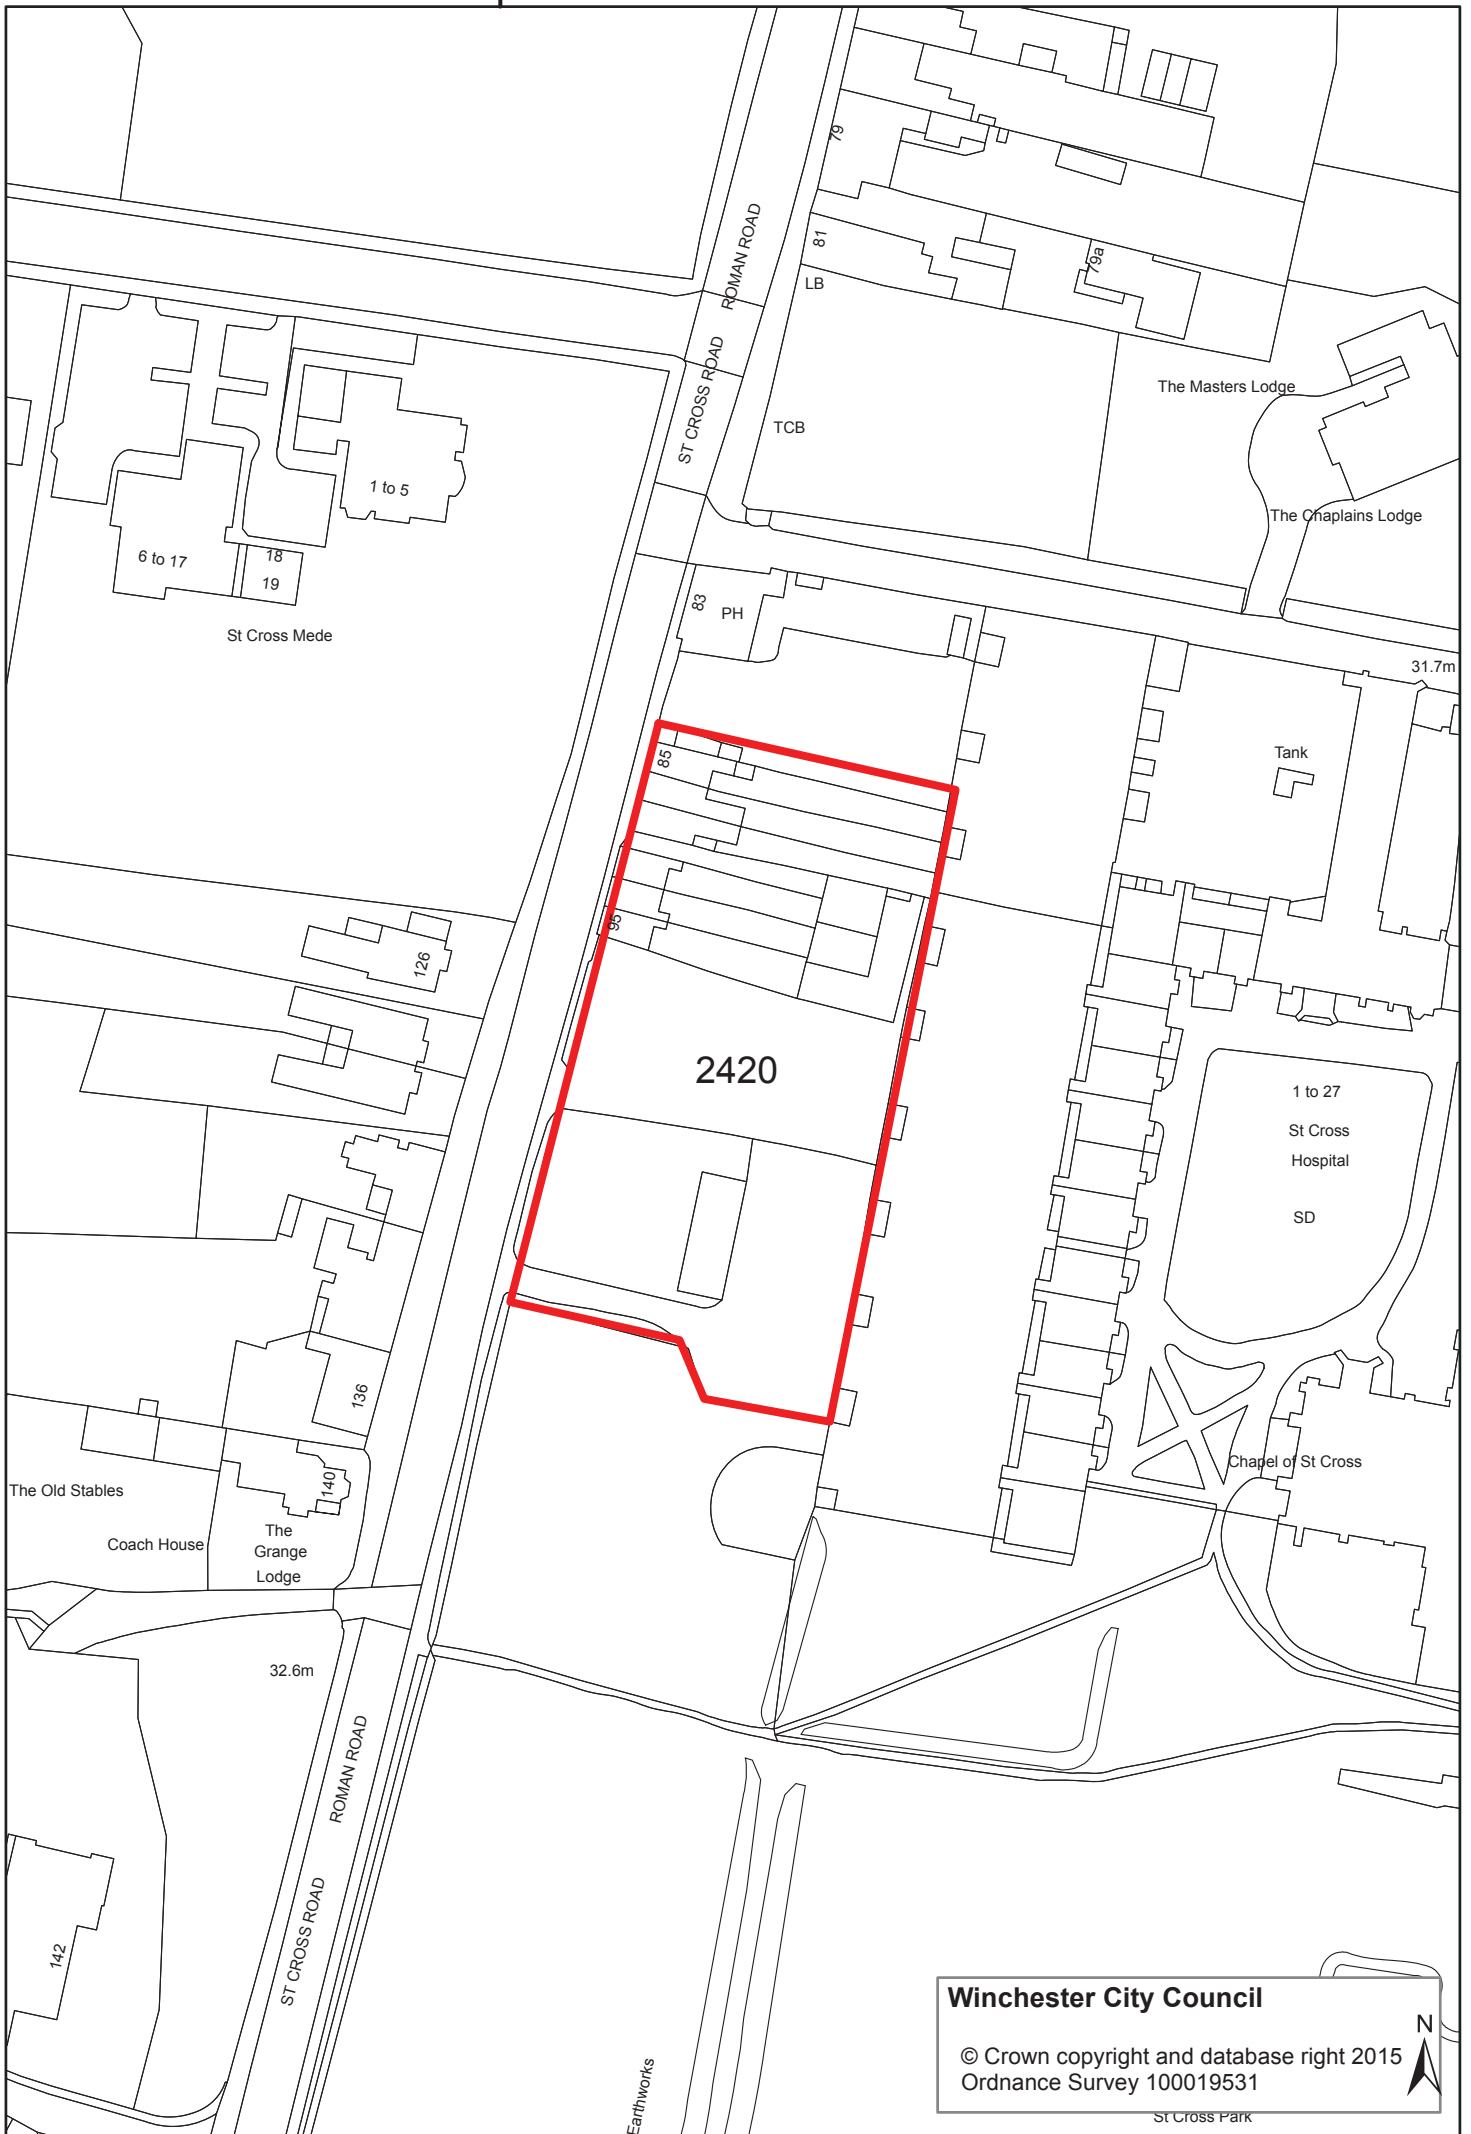 79
ROMAN ROAD
81
79a
LB
ST CROSS ROAD
The Masters Lodge
TCB
1 to 5
The Chaplains Lodge
6 to 17
18
19
83
PH
St Cross Mede
31.7m
85
Tank
95
126
2420
1 to 27
St Cross
Hospital
SD
136
Chapel of St Cross
140
The Old Stables
Coach House
The
Grange
Lodge
32.6m
ROMAN ROAD
ST CROSS ROAD
142
Earthworks
Winchester City Council
N
© Crown copyright and database right 2015
Ordnance Survey 100019531
St Cross Park